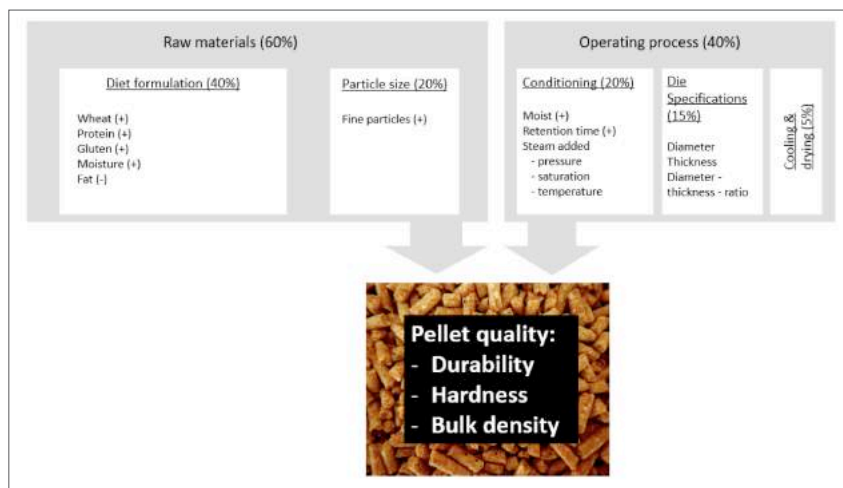 Raw materials (60%)
Diet formulation (40%)
Wheat (+)
Protein (+)
Gluten (+)
Moisture (+)
Fat (-)
Particle size (20%)
Fine particles (+)
Operating process (40%)
Conditioning (20%)
Moist (+)
Retention time (+)
Steam added
- pressure
- saturation
- temperature
Die
Specifications
(15%)
Diameter
Thickness
Diameter -
thickness - ratio
Cooling &
drying (5%)
Pellet quality:
- Durability
- Hardness
- Bulk density